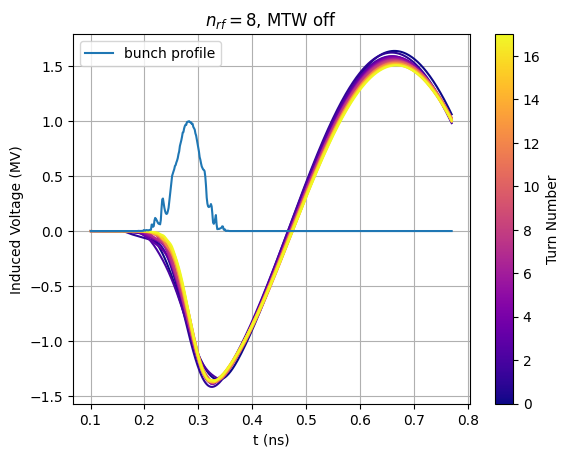 n_rf = 8, MTW off
bunch profile
Induced Voltage (MV)
1.5
1.0
0.5
0.0
−0.5
−1.0
−1.5
0.1 0.2 0.3 0.4 0.5 0.6 0.7 0.8
t (ns)
16
14
12
10
8
6
4
2
0
Turn Number